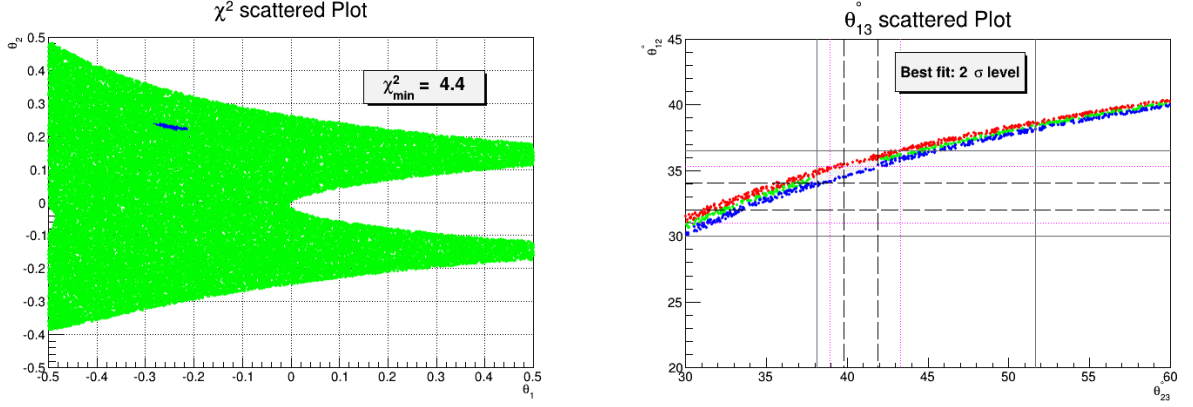 χ² scattered Plot
θ₂
0.5
0.4
0.3
0.2
0.1
0
-0.1
-0.2
-0.3
-0.4
-0.5
χ²min = 4.4
-0.5 -0.4 -0.3 -0.2 -0.1 0 0.1 0.2 0.3 0.4 0.5
θ₁
θ°₁₃ scattered Plot
θ°₁₂
45
40
35
30
25
20
Best fit: 2 σ level
30 35 40 45 50 55 60
θ°₂₃